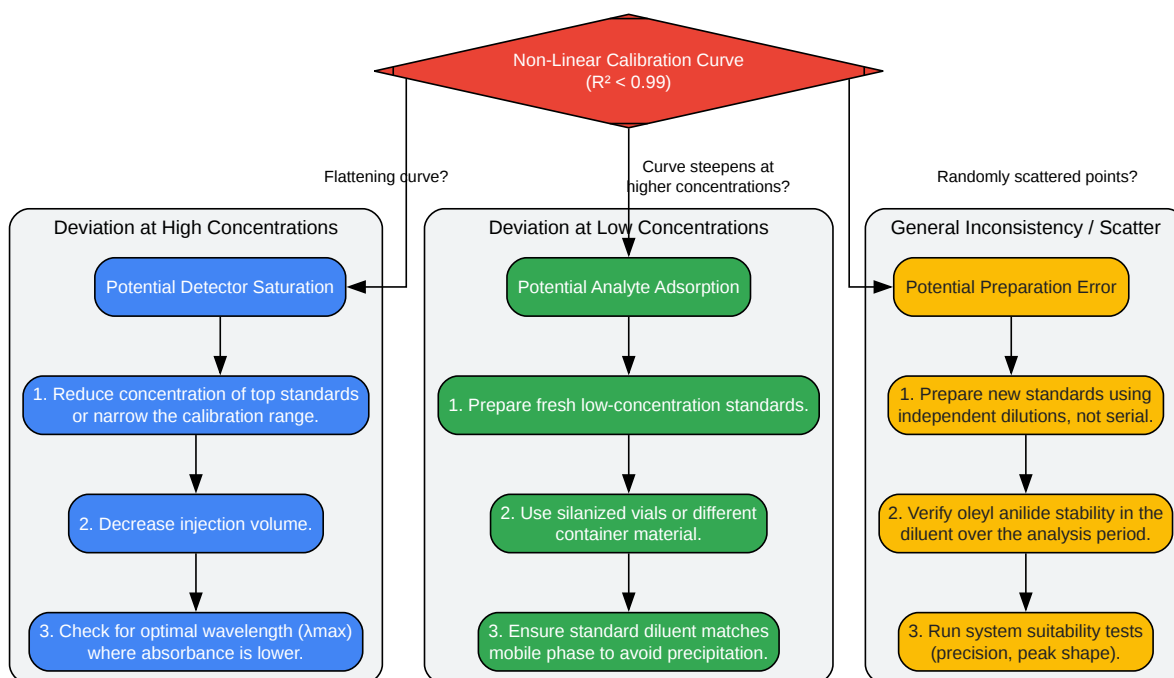 Non-Linear Calibration Curve
(R² < 0.99)
Flattening curve?
Curve steepens at
higher concentrations?
Randomly scattered points?
Deviation at High Concentrations
Potential Detector Saturation
1. Reduce concentration of top standards
or narrow the calibration range.
2. Decrease injection volume.
3. Check for optimal wavelength (λmax)
where absorbance is lower.
Deviation at Low Concentrations
Potential Analyte Adsorption
1. Prepare fresh low-concentration standards.
2. Use silanized vials or different
container material.
3. Ensure standard diluent matches
mobile phase to avoid precipitation.
General Inconsistency / Scatter
Potential Preparation Error
1. Prepare new standards using
independent dilutions, not serial.
2. Verify oleyl anilide stability in the
diluent over the analysis period.
3. Run system suitability tests
(precision, peak shape).